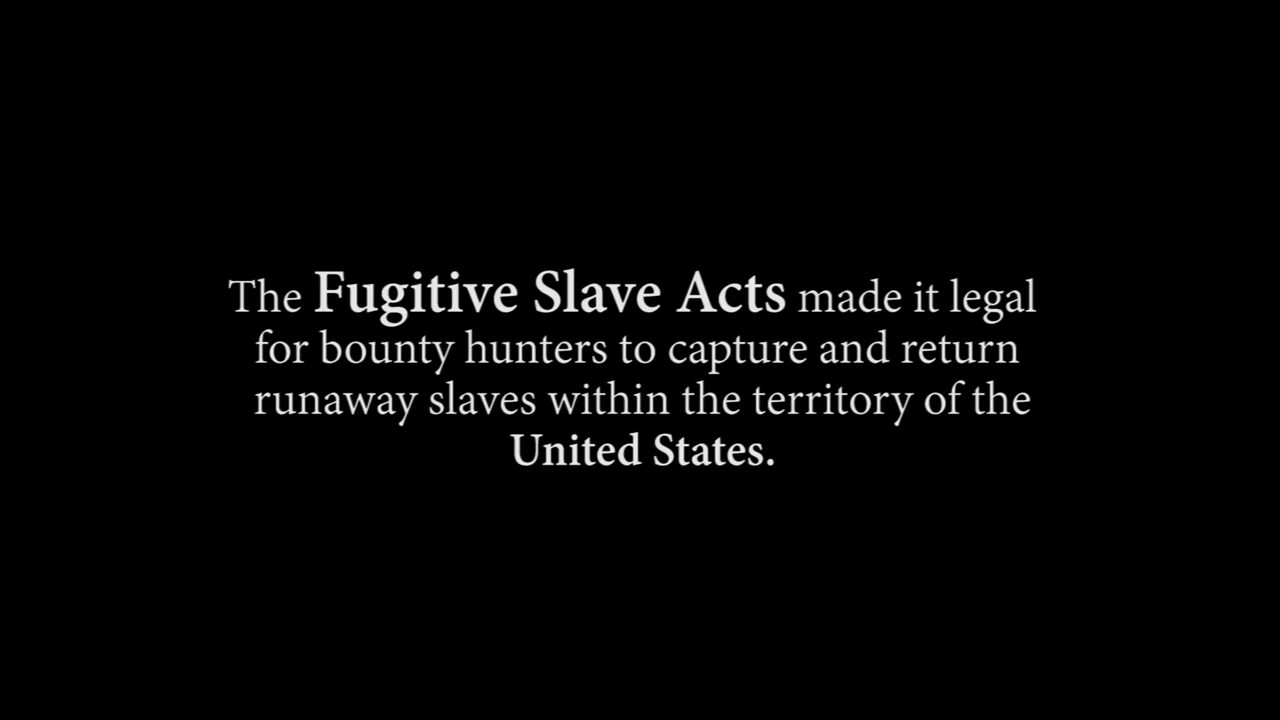 The Fugitive Slave Acts made it legal
for bounty hunters to capture and return
runaway slaves within the territory of the
United States.